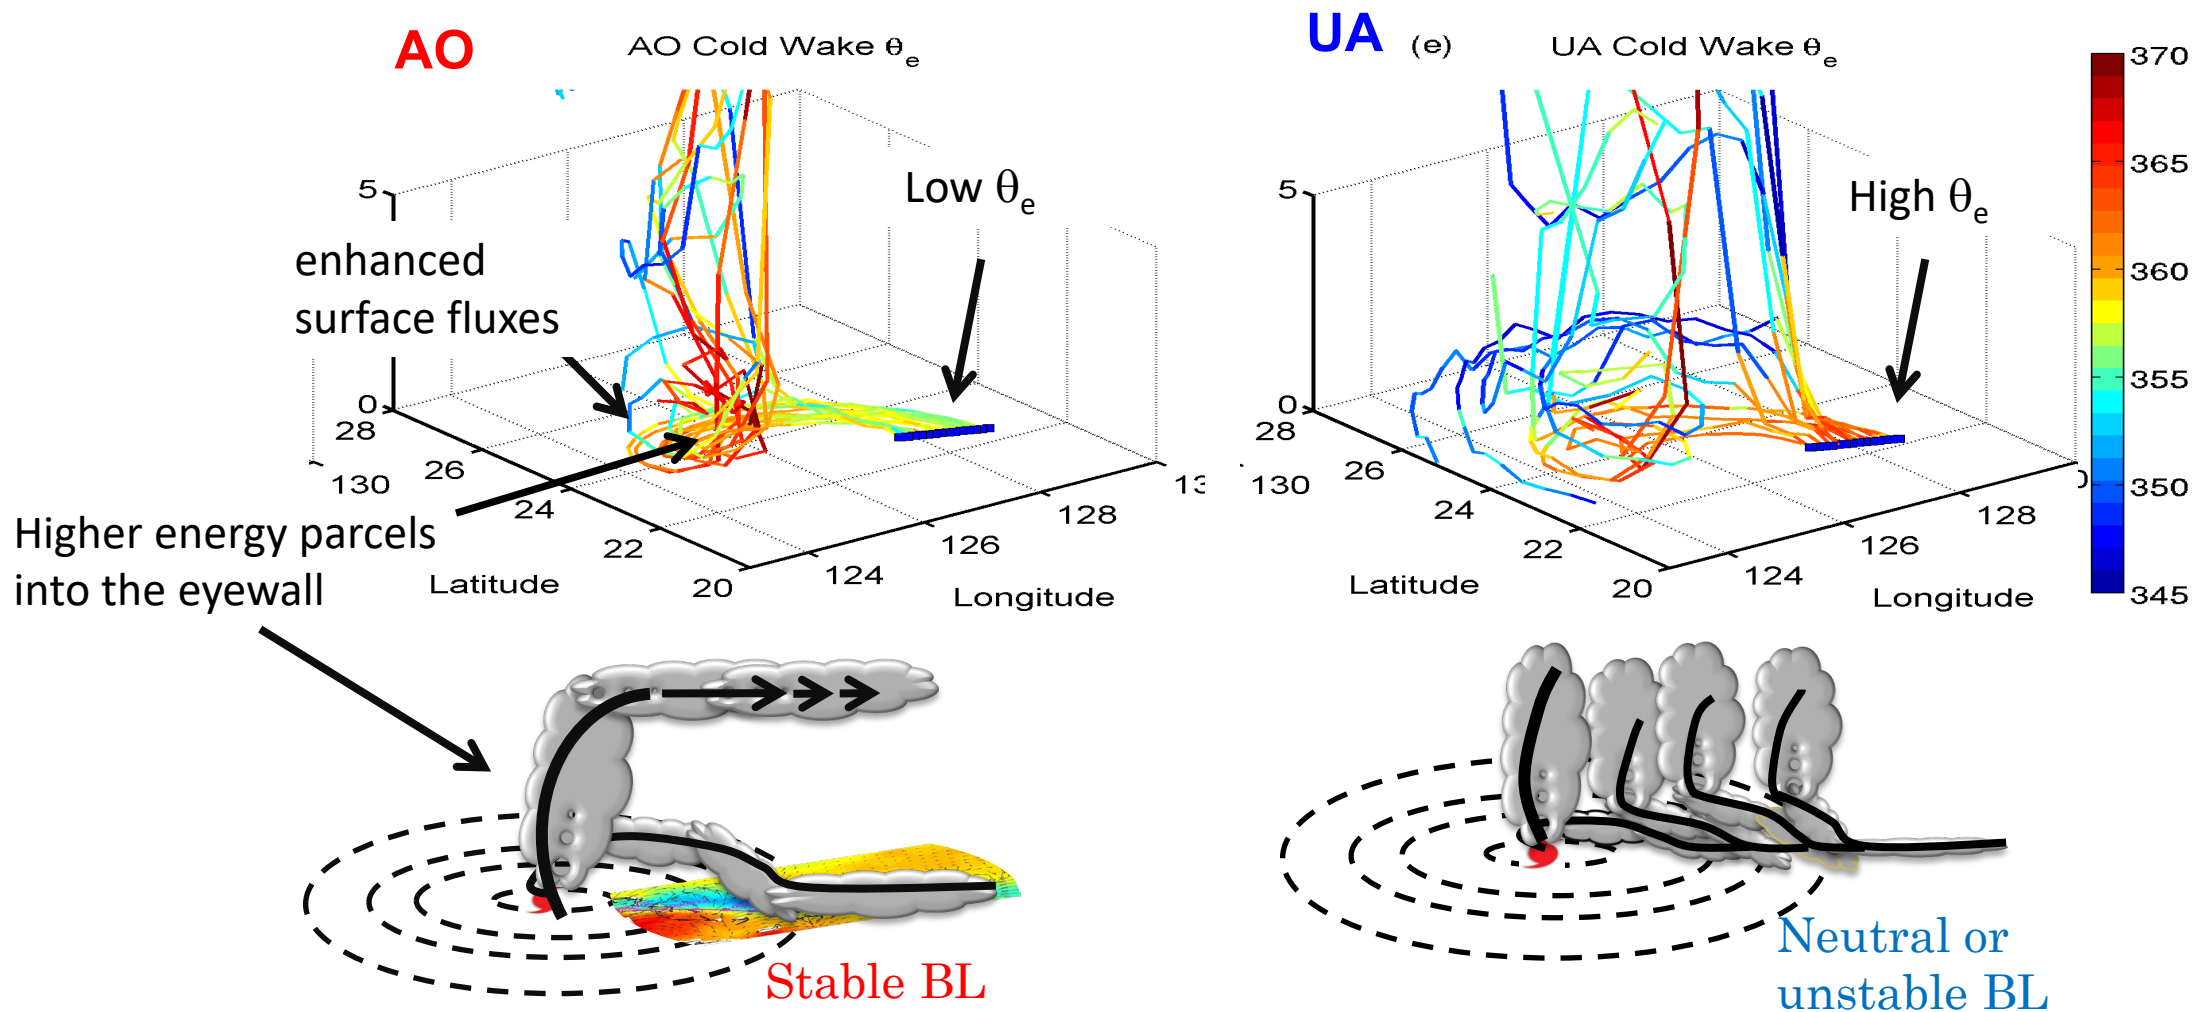 AO
AO Cold Wake θe
UA
(e)
UA Cold Wake θe
370
365
360
355
350
345
Low θe
High θe
enhanced
surface fluxes
5
0
28
26
24
22
20
130
124
126
128
13
Latitude
Longitude
5
0
28
26
24
22
20
130
124
126
128
0
Latitude
Longitude
Higher energy parcels
into the eyewall
Stable BL
Neutral or
unstable BL